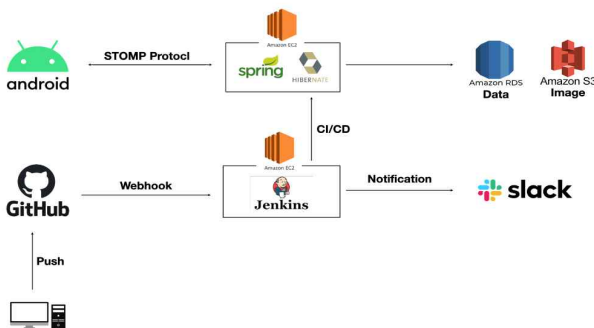 Amazon EC2
STOMP Protocl
android
spring
HIBERNATE
Amazon RDS
Data
Amazon S3
Image
CI/CD
Amazon EC2
GitHub
Webhook
Jenkins
Notification
slack
Push